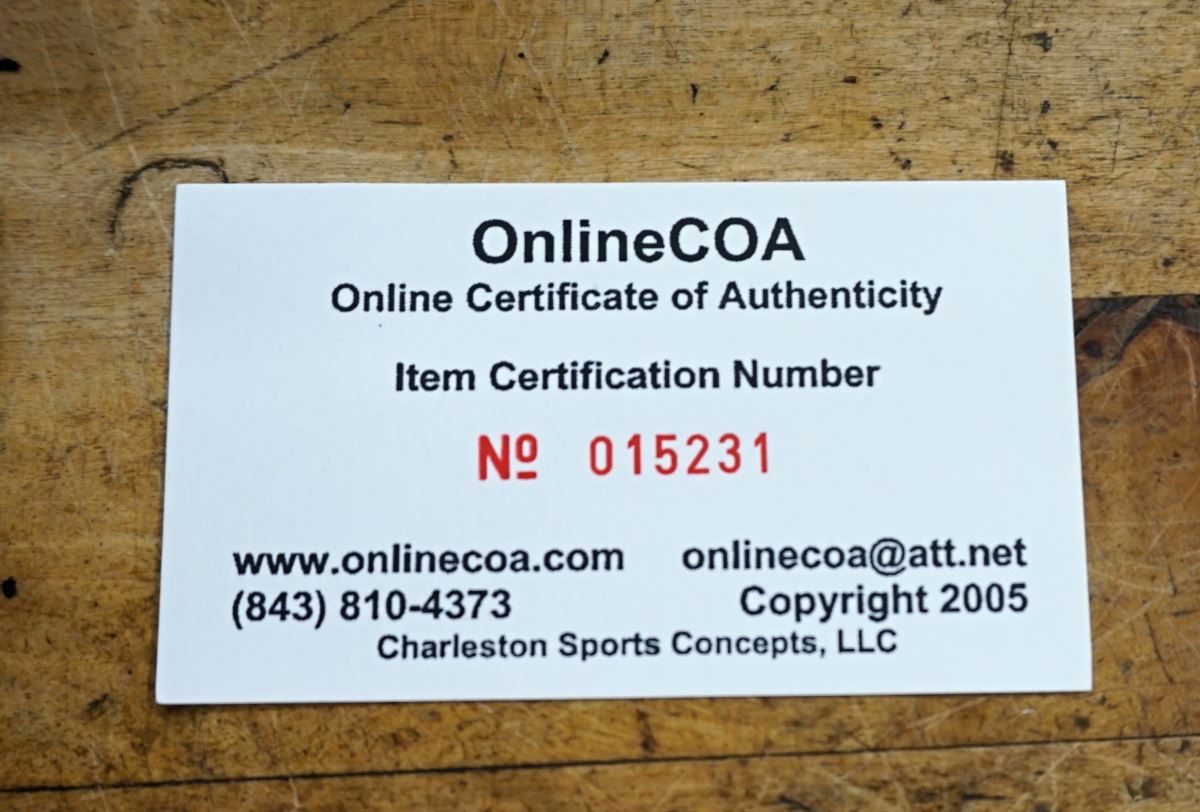 OnlineCOA
Online Certificate of Authenticity
Item Certification Number
Nº 015231
www.onlinecoa.com onlinecoa@att.net
(843) 810-4373 Copyright 2005
Charleston Sports Concepts, LLC